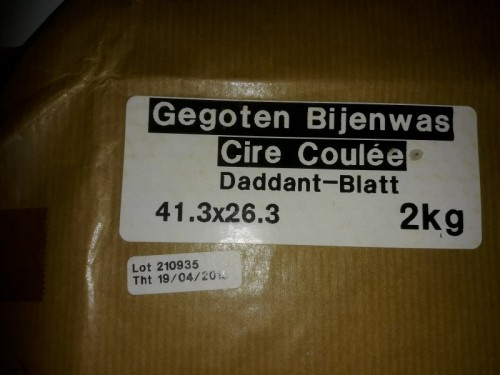 Gegoten Bijenwas
Cire Coulée
Daddant-Blatt
41.3x26.3 2kg
Lot 210935
Tht